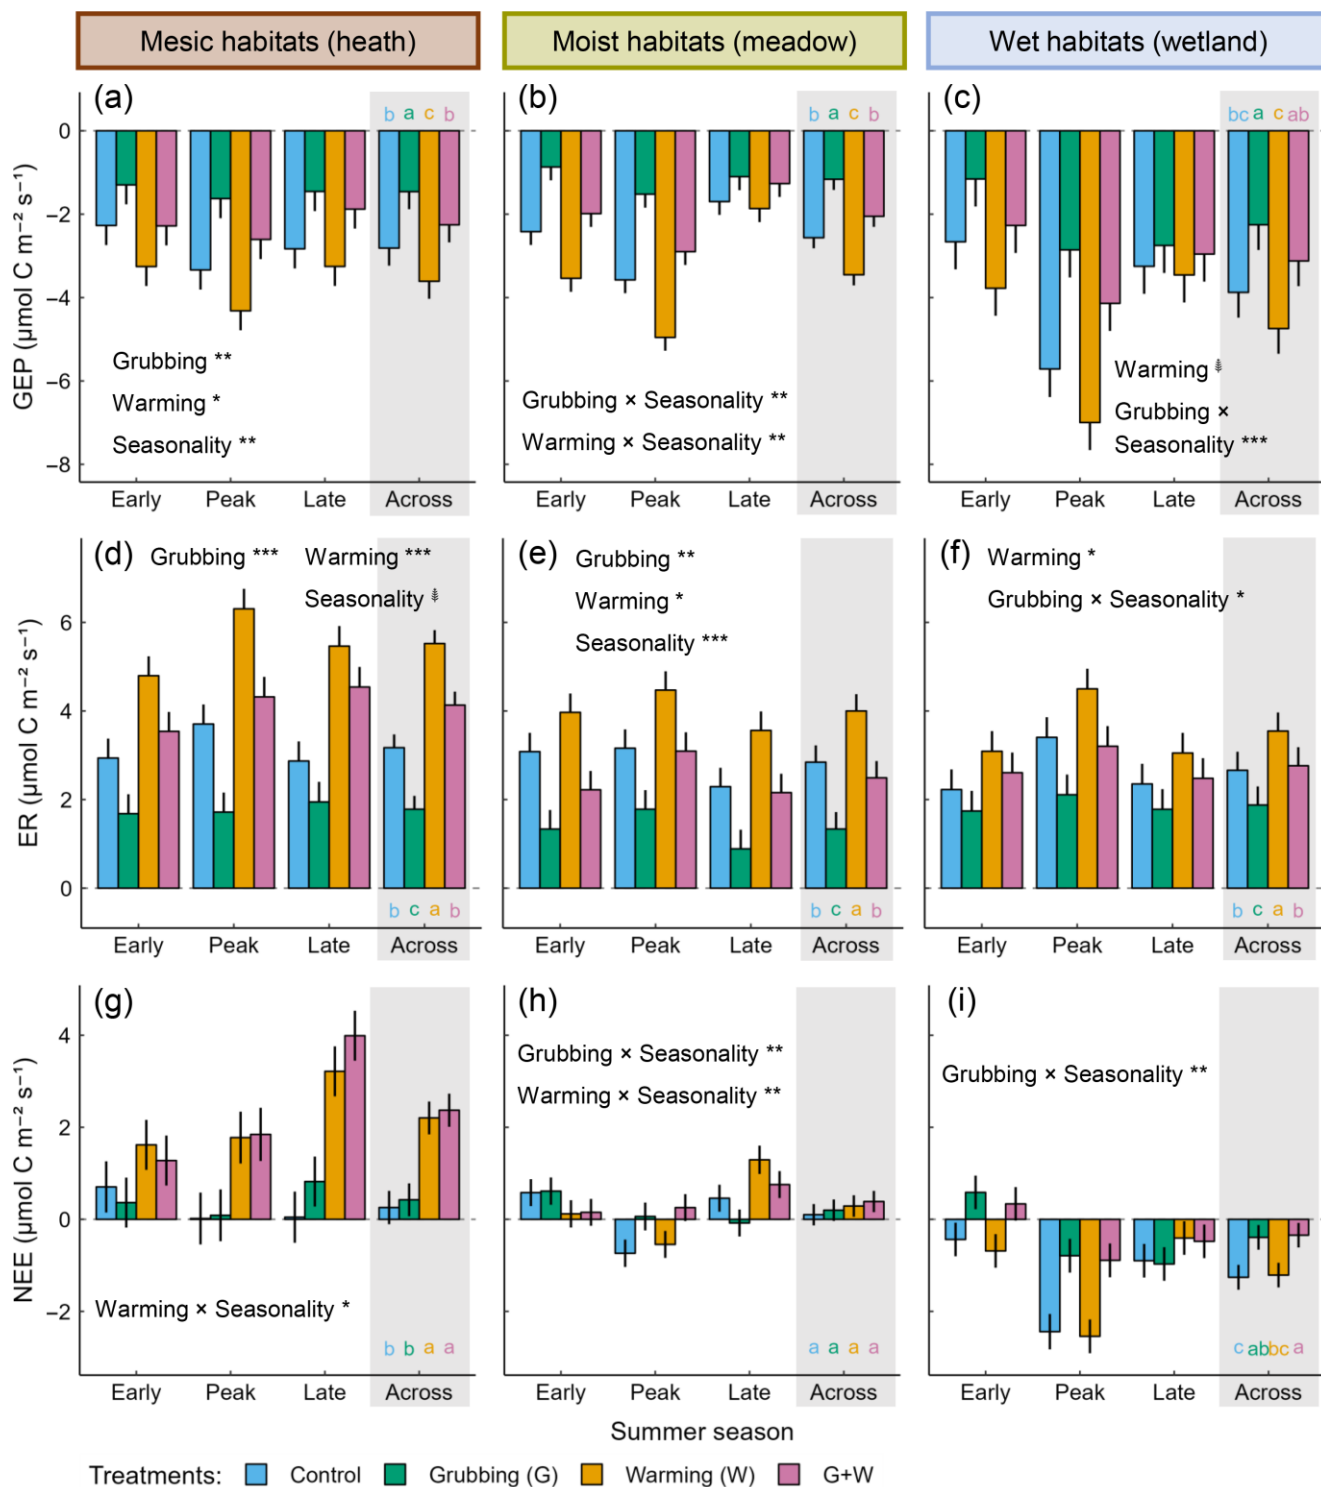 Mesic habitats (heath)
Moist habitats (meadow)
Wet habitats (wetland)
(a)
b a c b
(b)
b a c b
(c)
bc a c ab
GEP (μmol C m⁻² s⁻¹)
0
−2
−4
−6
−8
Grubbing **
Warming *
Seasonality **
Grubbing × Seasonality **
Warming × Seasonality **
Warming
Grubbing ×
Seasonality ***
Early Peak Late Across
Early Peak Late Across
Early Peak Late Across
(d)
Grubbing ***
Warming ***
Seasonality
(e)
Grubbing **
Warming *
Seasonality ***
(f)
Warming *
Grubbing × Seasonality *
ER (μmol C m⁻² s⁻¹)
6
4
2
0
b c a b
b c a b
b c a b
Early Peak Late Across
Early Peak Late Across
Early Peak Late Across
(g)
(h)
(i)
Grubbing × Seasonality **
Warming × Seasonality **
Grubbing × Seasonality **
NEE (μmol C m⁻² s⁻¹)
4
2
0
−2
Warming × Seasonality *
b b a a
a a a a
c ab bc a
Early Peak Late Across
Early Peak Late Across
Early Peak Late Across
Summer season
Treatments: Control Grubbing (G) Warming (W) G+W